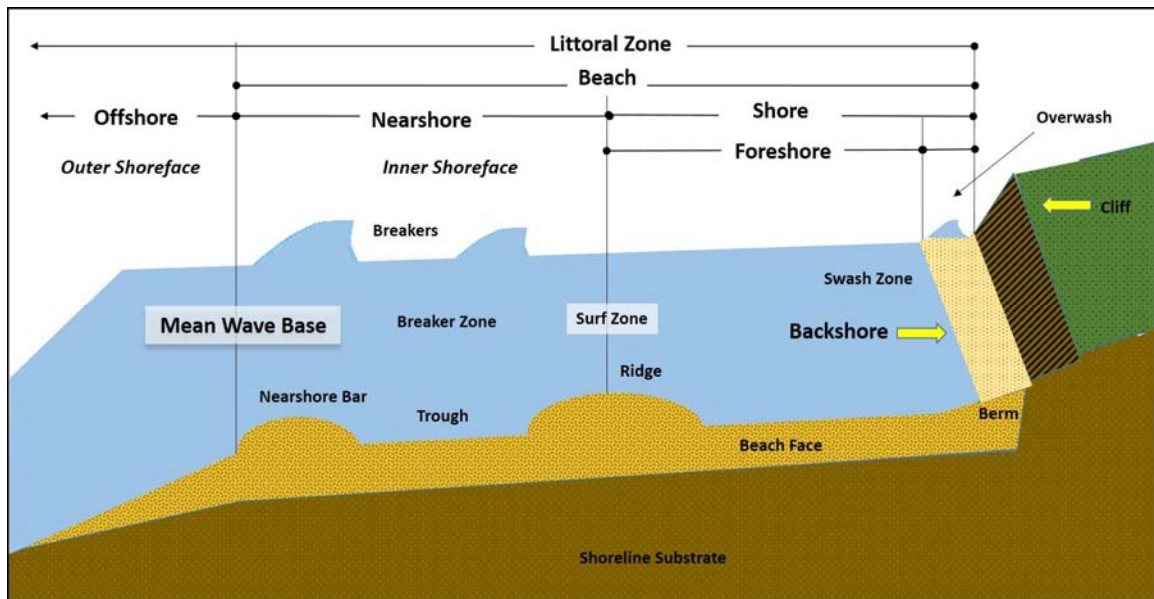 Littoral Zone
Beach
Offshore
Nearshore
Shore
Overwash
Foreshore
Outer Shoreface
Inner Shoreface
Cliff
Breakers
Swash Zone
Mean Wave Base
Breaker Zone
Surf Zone
Backshore
Ridge
Nearshore Bar
Trough
Berm
Beach Face
Shoreline Substrate